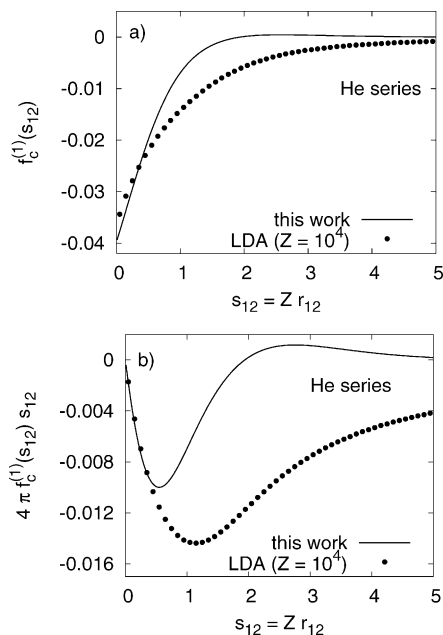 a)
0
-0.01
-0.02
-0.03
-0.04
f_c^(1)(s_12)
He series
this work
LDA (Z = 10^4)
0 1 2 3 4 5
s_12 = Z r_12
b)
0
-0.004
-0.008
-0.012
-0.016
4 π f_c^(1)(s_12) s_12
He series
this work
LDA (Z = 10^4)
0 1 2 3 4 5
s_12 = Z r_12